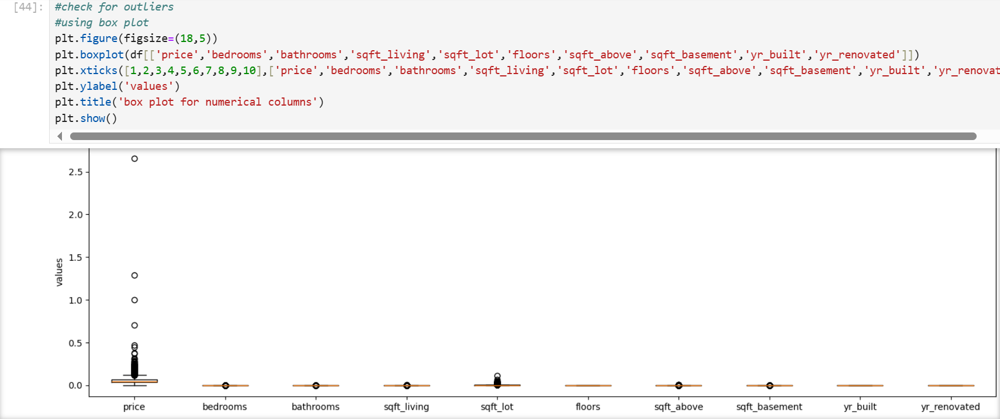 [44]:
#check for outliers
#using box plot
plt.figure(figsize=(18,5))
plt.boxplot(df[['price','bedrooms','bathrooms','sqft_living','sqft_lot','floors','sqft_above','sqft_basement','yr_built','yr_renovated']])
plt.xticks([1,2,3,4,5,6,7,8,9,10],['price','bedrooms','bathrooms','sqft_living','sqft_lot','floors','sqft_above','sqft_basement','yr_built','yr_renovat
plt.ylabel('values')
plt.title('box plot for numerical columns')
plt.show()
2.5
2.0
1.5
values
1.0
0.5
0.0
price bedrooms bathrooms sqft_living sqft_lot floors sqft_above sqft_basement yr_built yr_renovated